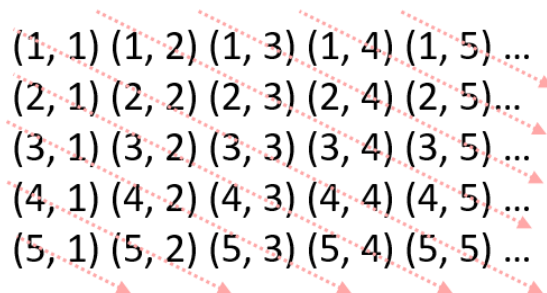 (1, 1) (1, 2) (1, 3) (1, 4) (1, 5) ...
(2, 1) (2, 2) (2, 3) (2, 4) (2, 5)...
(3, 1) (3, 2) (3, 3) (3, 4) (3, 5) ...
(4, 1) (4, 2) (4, 3) (4, 4) (4, 5) ...
(5, 1) (5, 2) (5, 3) (5, 4) (5, 5) ...